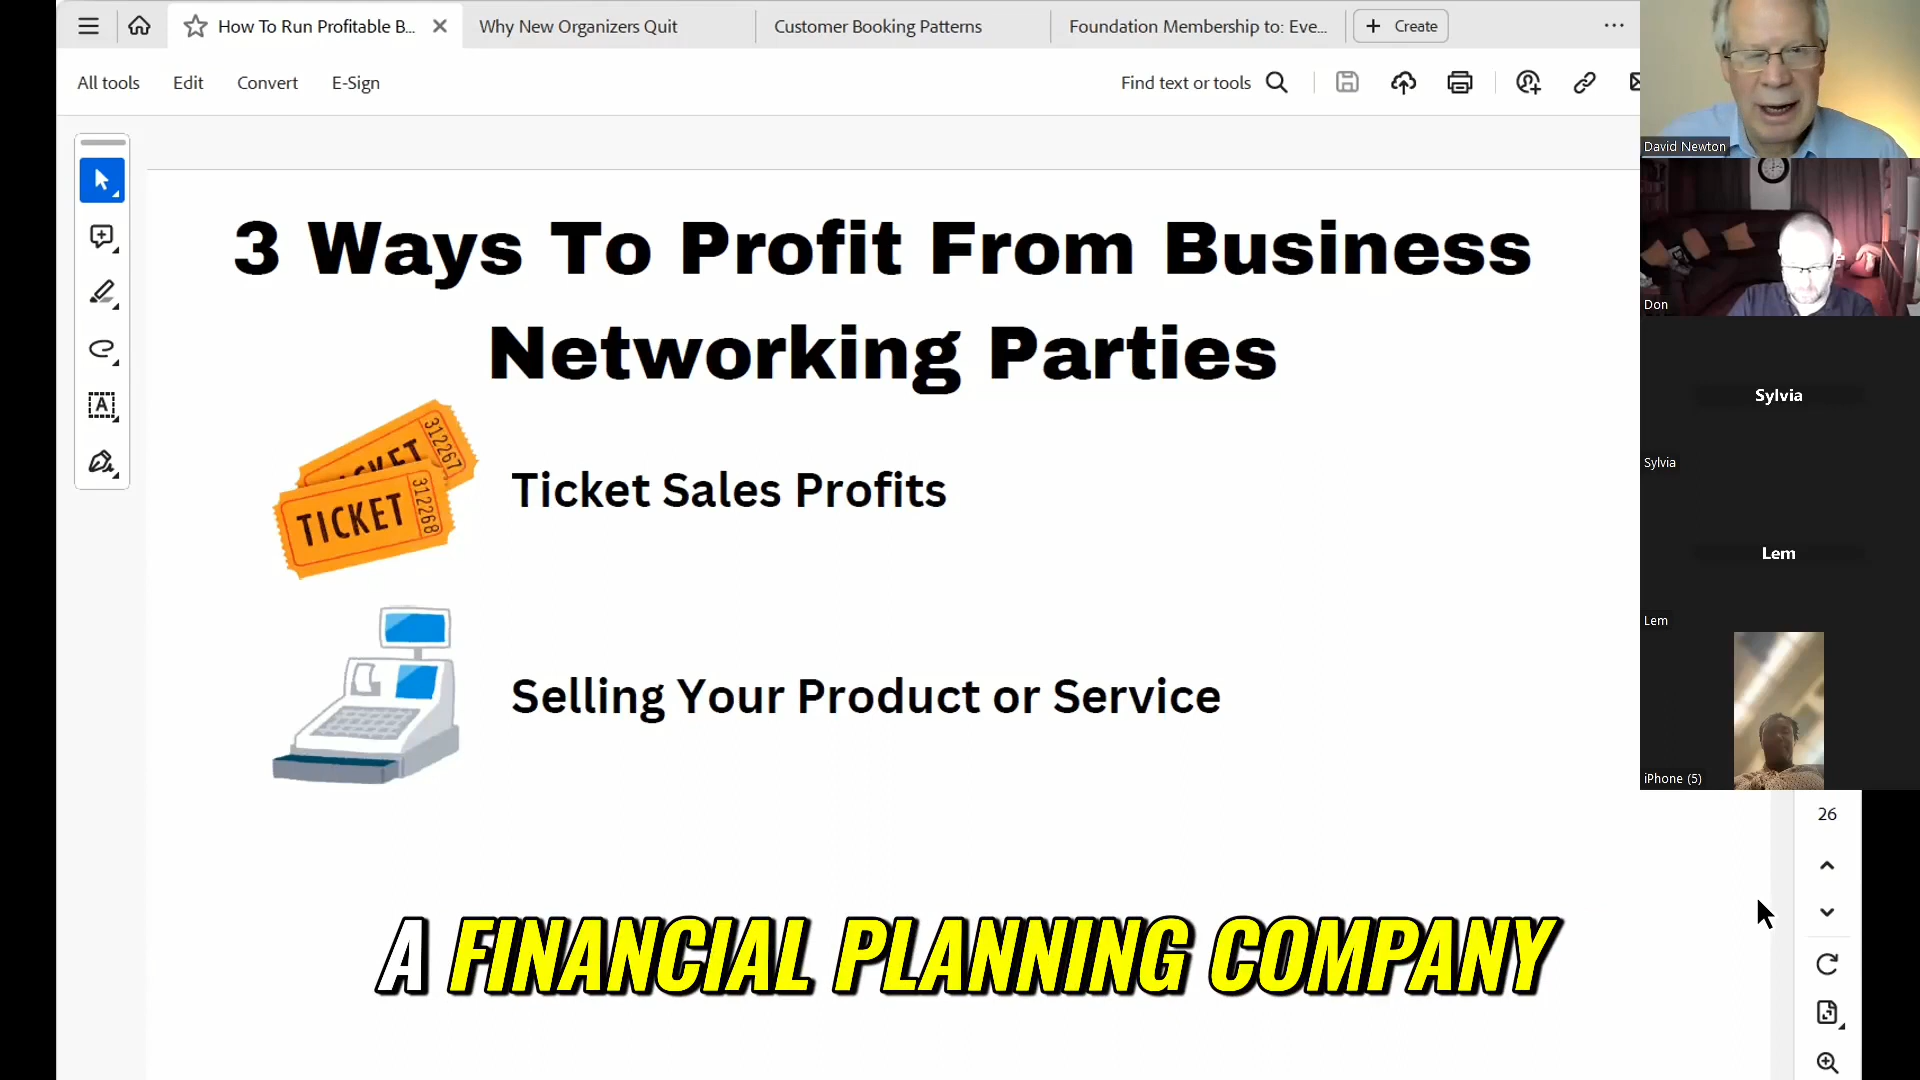 How To Run Profitable B...
Why New Organizers Quit
Customer Booking Patterns
Foundation Membership to: Eve...
Create
All tools
Edit
Convert
E-Sign
Find text or tools
David Newton
Don
Sylvia
Sylvia
Lem
Lem
iPhone (5)
3 Ways To Profit From Business
Networking Parties
312267
TICKET
312268
Ticket Sales Profits
Selling Your Product or Service
26
A FINANCIAL PLANNING COMPANY